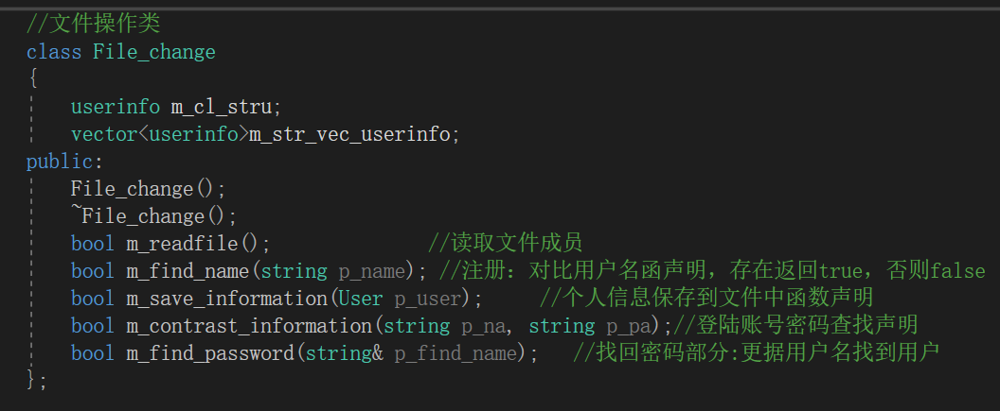 //文件操作类
class File_change
{
userinfo m_cl_stru;
vector<userinfo>m_str_vec_userinfo;
public:
File_change();
~File_change();
bool m_readfile(); //读取文件成员
bool m_find_name(string p_name); //注册：对比用户名函声明，存在返回true，否则false
bool m_save_information(User p_user); //个人信息保存到文件中函数声明
bool m_contrast_information(string p_na, string p_pa);//登陆账号密码查找声明
bool m_find_password(string& p_find_name); //找回密码部分:更据用户名找到用户
};